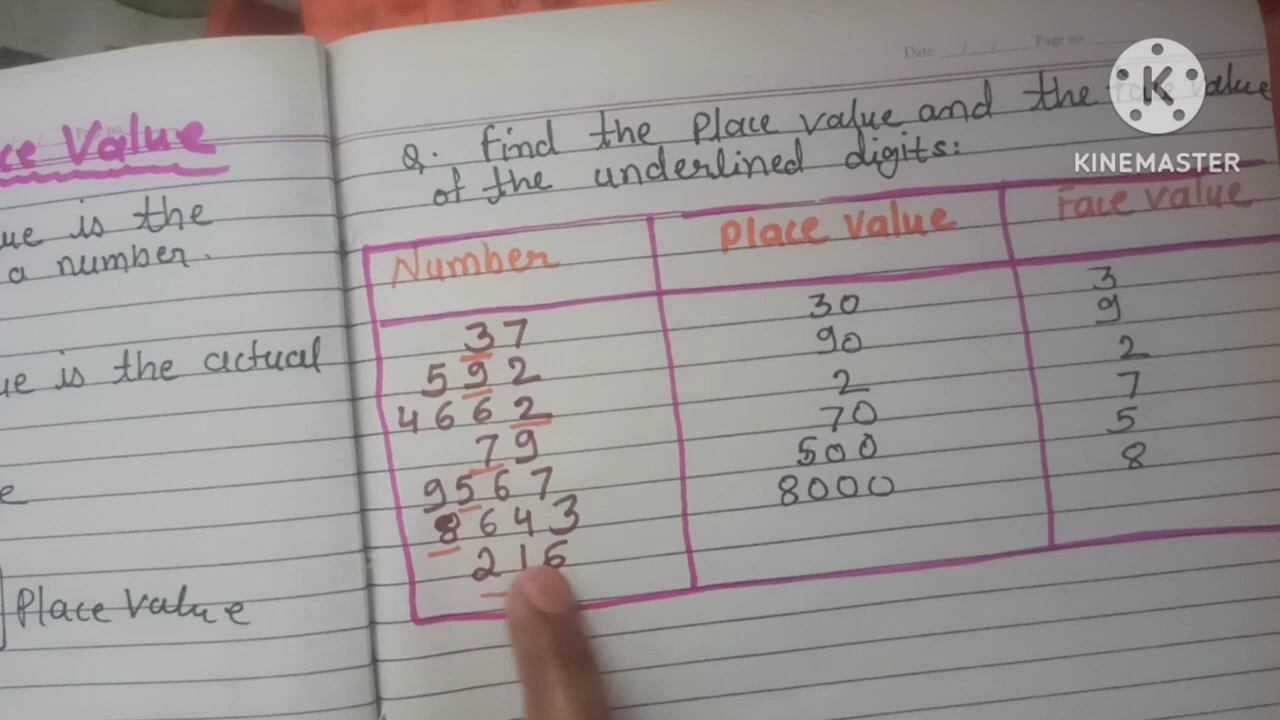 ce Value
ue is the
a number.
ue is the actual
e
Place Value
Date / / Page no:
Q. Find the Place value and the face value
of the underlined digits:
Number Place Value Face Value
37 30 3
592 90 9
4662 2 2
79 70 7
9567 500 5
8643 8000 8
216
KINEMASTER